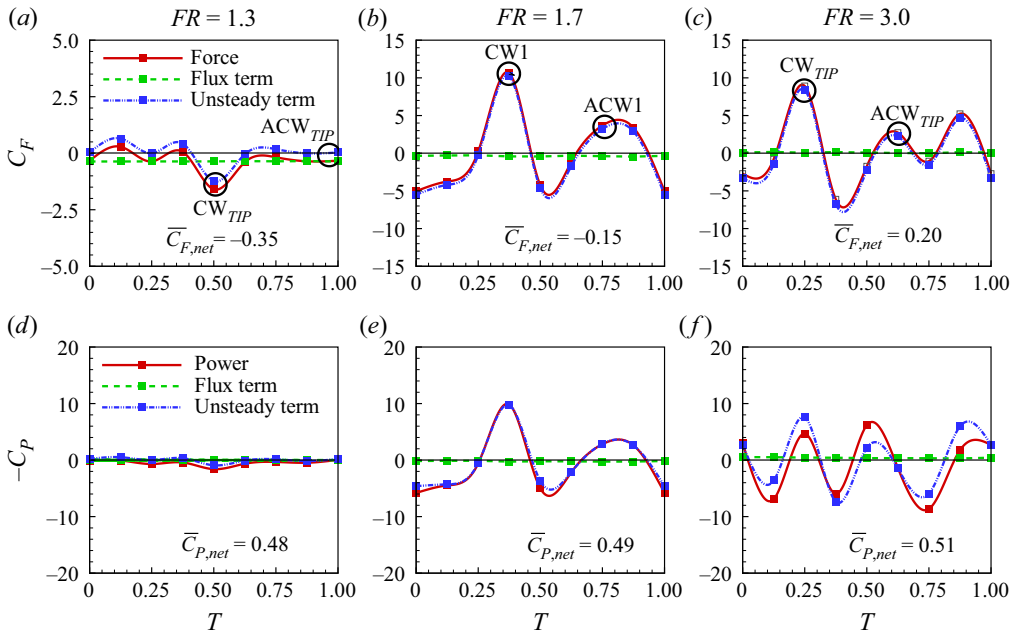 (a) FR = 1.3 (b) FR = 1.7 (c) FR = 3.0
5.0 15 15
Force CW1 CW_TIP
Flux term
2.5 10 10
Unsteady term ACW1 ACW_TIP
ACW_TIP 5 5
C_F 0 0 0
–5 –5
–2.5 CW_TIP –10 –10
C̅_F,net = –0.35 C̅_F,net = –0.15 C̅_F,net = 0.20
–5.0 –15 –15
0 0.25 0.50 0.75 1.00 0 0.25 0.50 0.75 1.00 0 0.25 0.50 0.75 1.00
(d) (e) (f)
20 20 20
Power
Flux term
10 Unsteady term 10 10
–C_P 0 0 0
–10 –10 –10
C̅_P,net = 0.48 C̅_P,net = 0.49 C̅_P,net = 0.51
–20 –20 –20
0 0.25 0.50 0.75 1.00 0 0.25 0.50 0.75 1.00 0 0.25 0.50 0.75 1.00
T T T